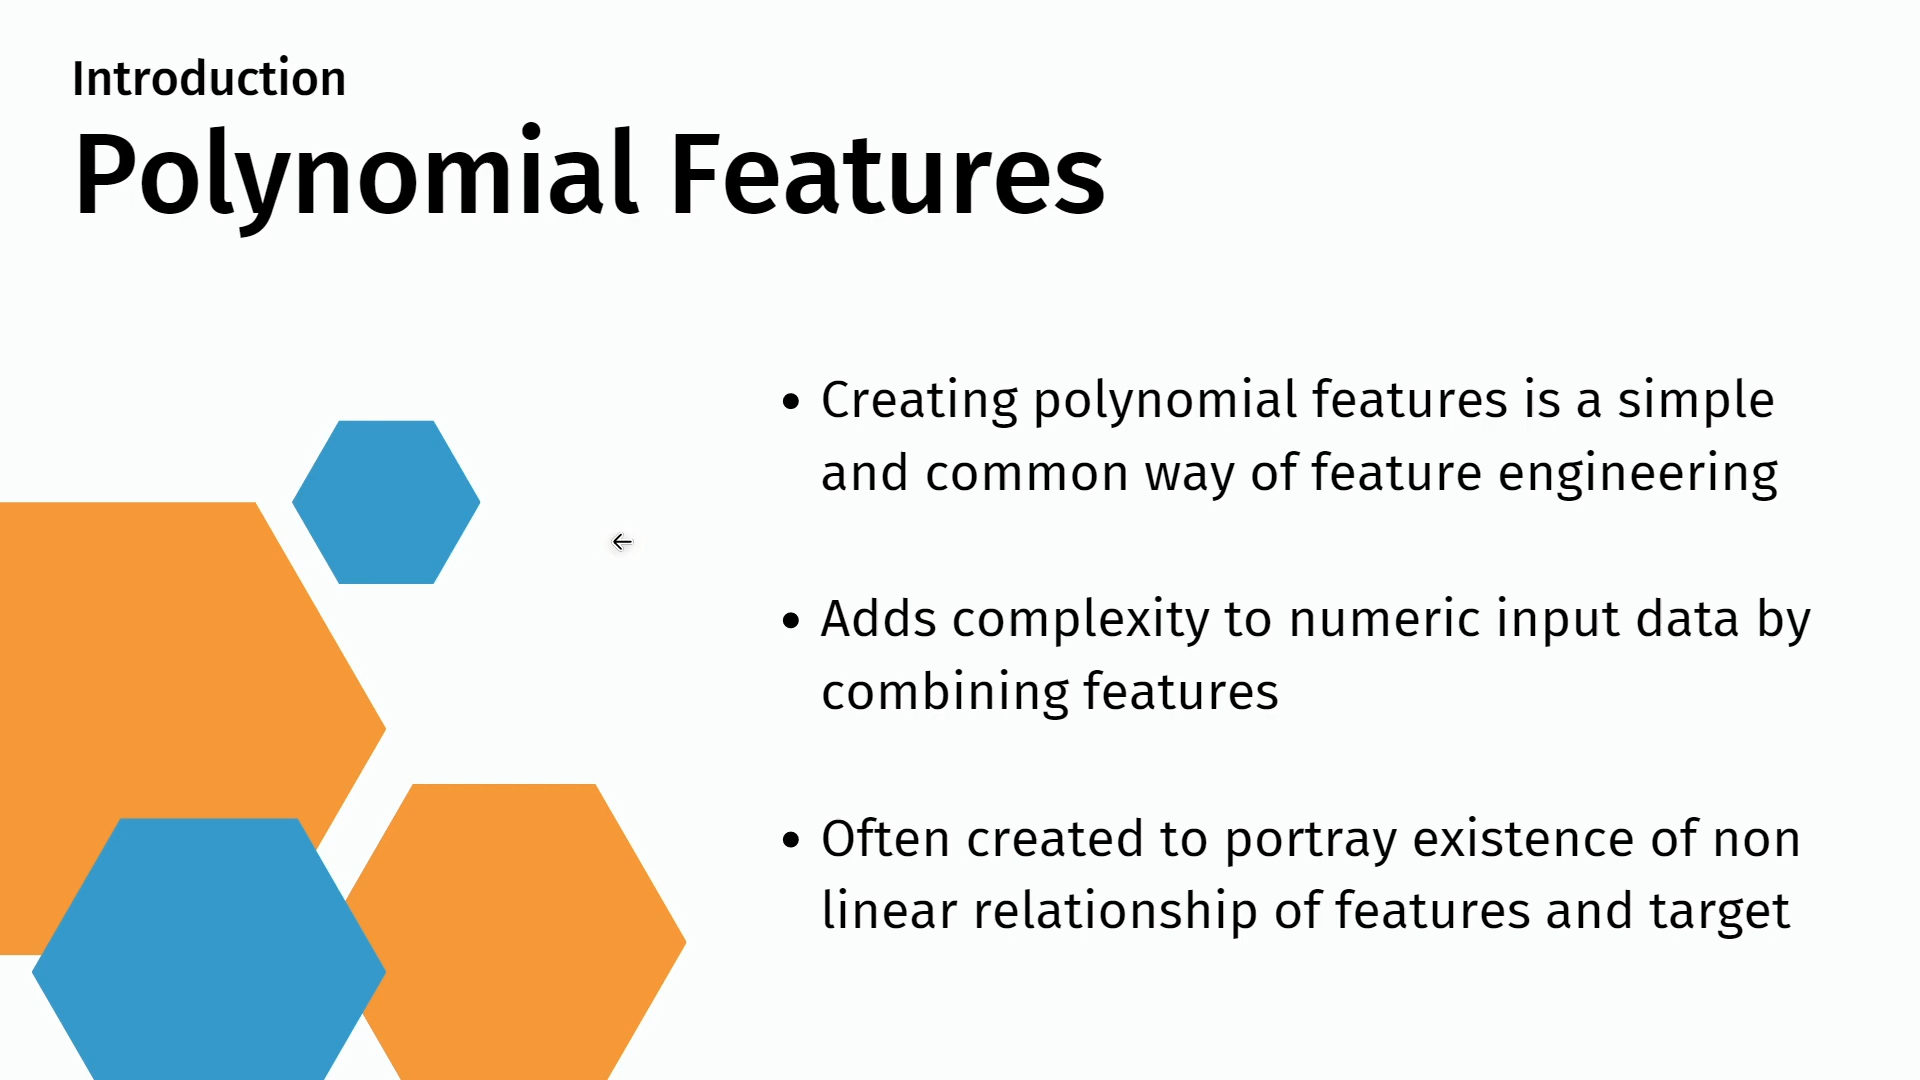 Introduction
Polynomial Features
• Creating polynomial features is a simple
and common way of feature engineering
• Adds complexity to numeric input data by
combining features
• Often created to portray existence of non
linear relationship of features and target